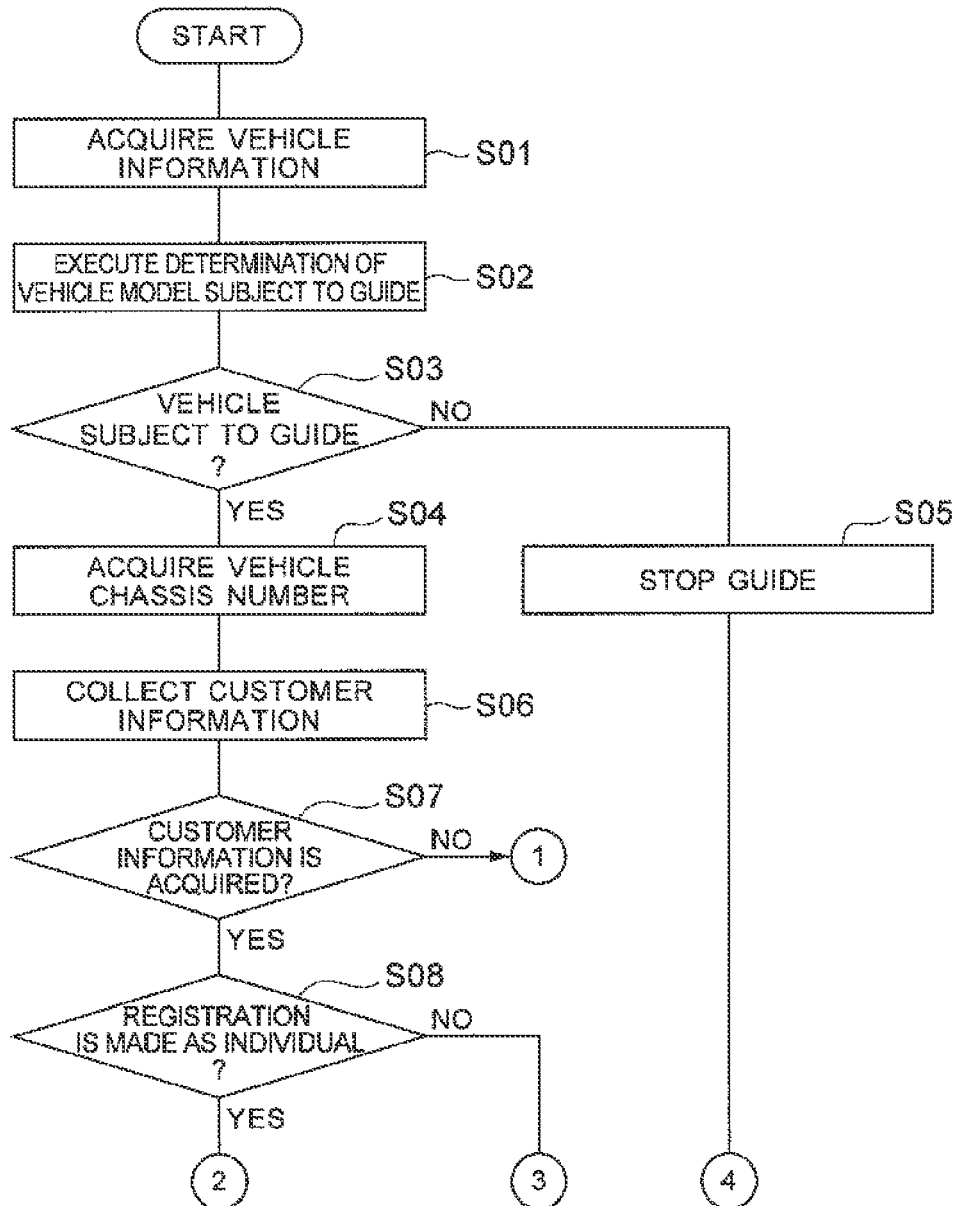 START
ACQUIRE VEHICLE
INFORMATION
S01
EXECUTE DETERMINATION OF
VEHICLE MODEL SUBJECT TO GUIDE
S02
S03
VEHICLE
SUBJECT TO GUIDE
?
NO
YES
S04
ACQUIRE VEHICLE
CHASSIS NUMBER
S05
STOP GUIDE
COLLECT CUSTOMER
INFORMATION
S06
S07
CUSTOMER
INFORMATION IS
ACQUIRED?
NO
1
YES
S08
REGISTRATION
IS MADE AS INDIVIDUAL
?
NO
YES
2
3
4